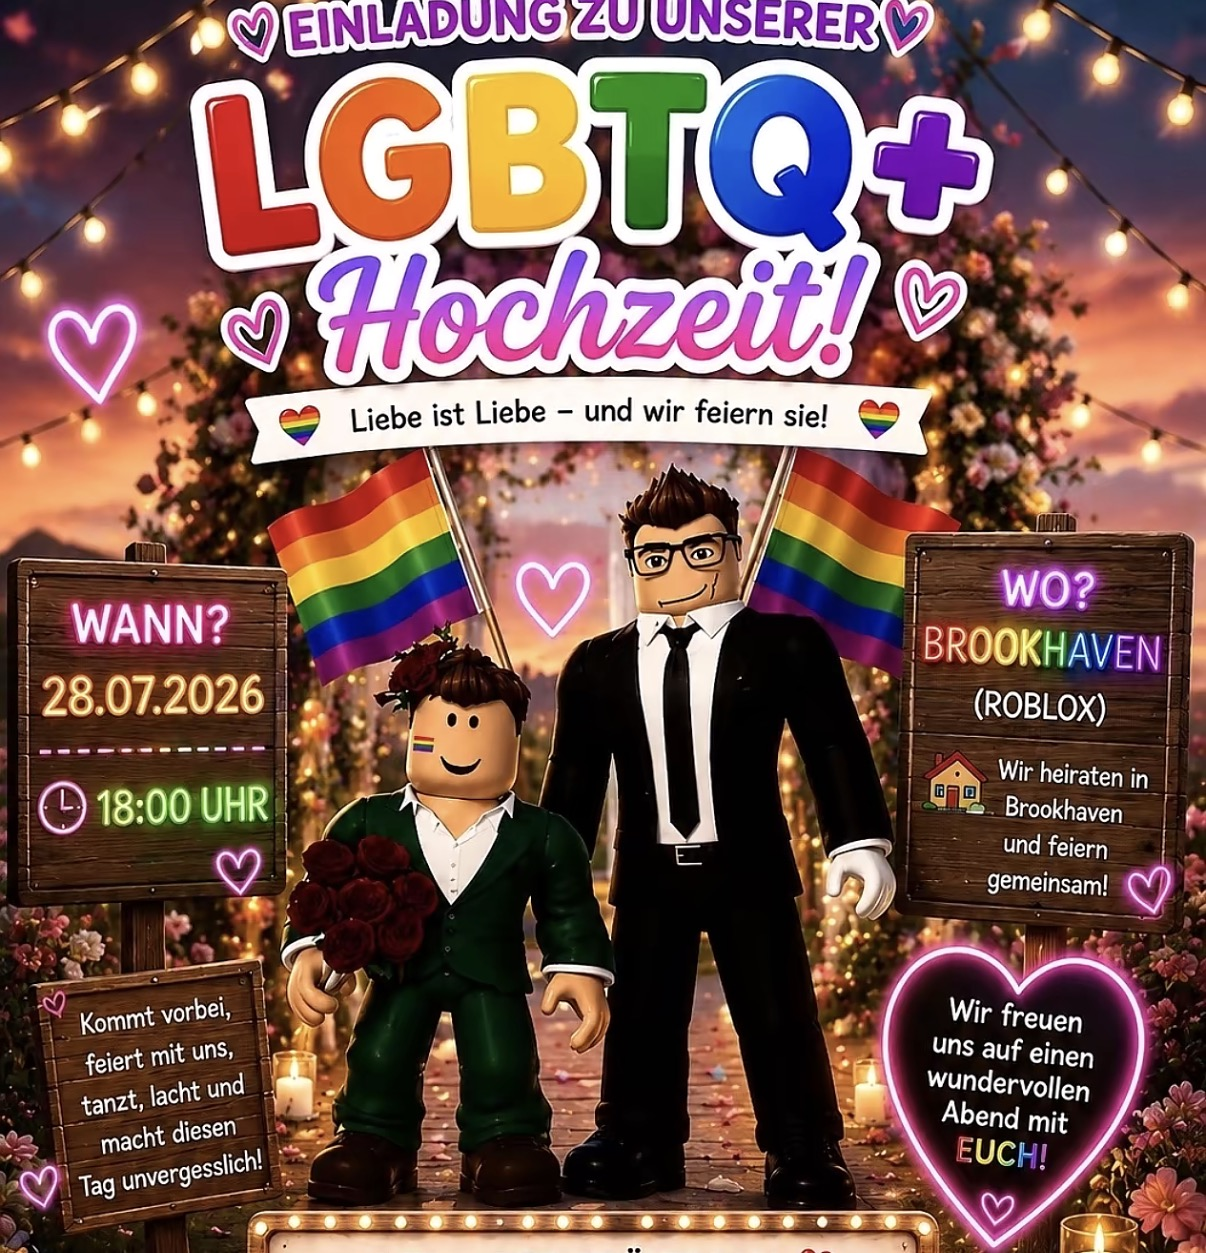 EINLADUNG ZU UNSERER
LGBTQ+
Hochzeit!
Liebe ist Liebe – und wir feiern sie!
WANN?
28.07.2026
18:00 UHR
WO?
BROOKHAVEN
(ROBLOX)
Wir heiraten in
Brookhaven
und feiern
gemeinsam!
Kommt vorbei,
feiert mit uns,
tanzt, lacht und
macht diesen
Tag unvergesslich!
Wir freuen
uns auf einen
wundervollen
Abend mit
EUCH!